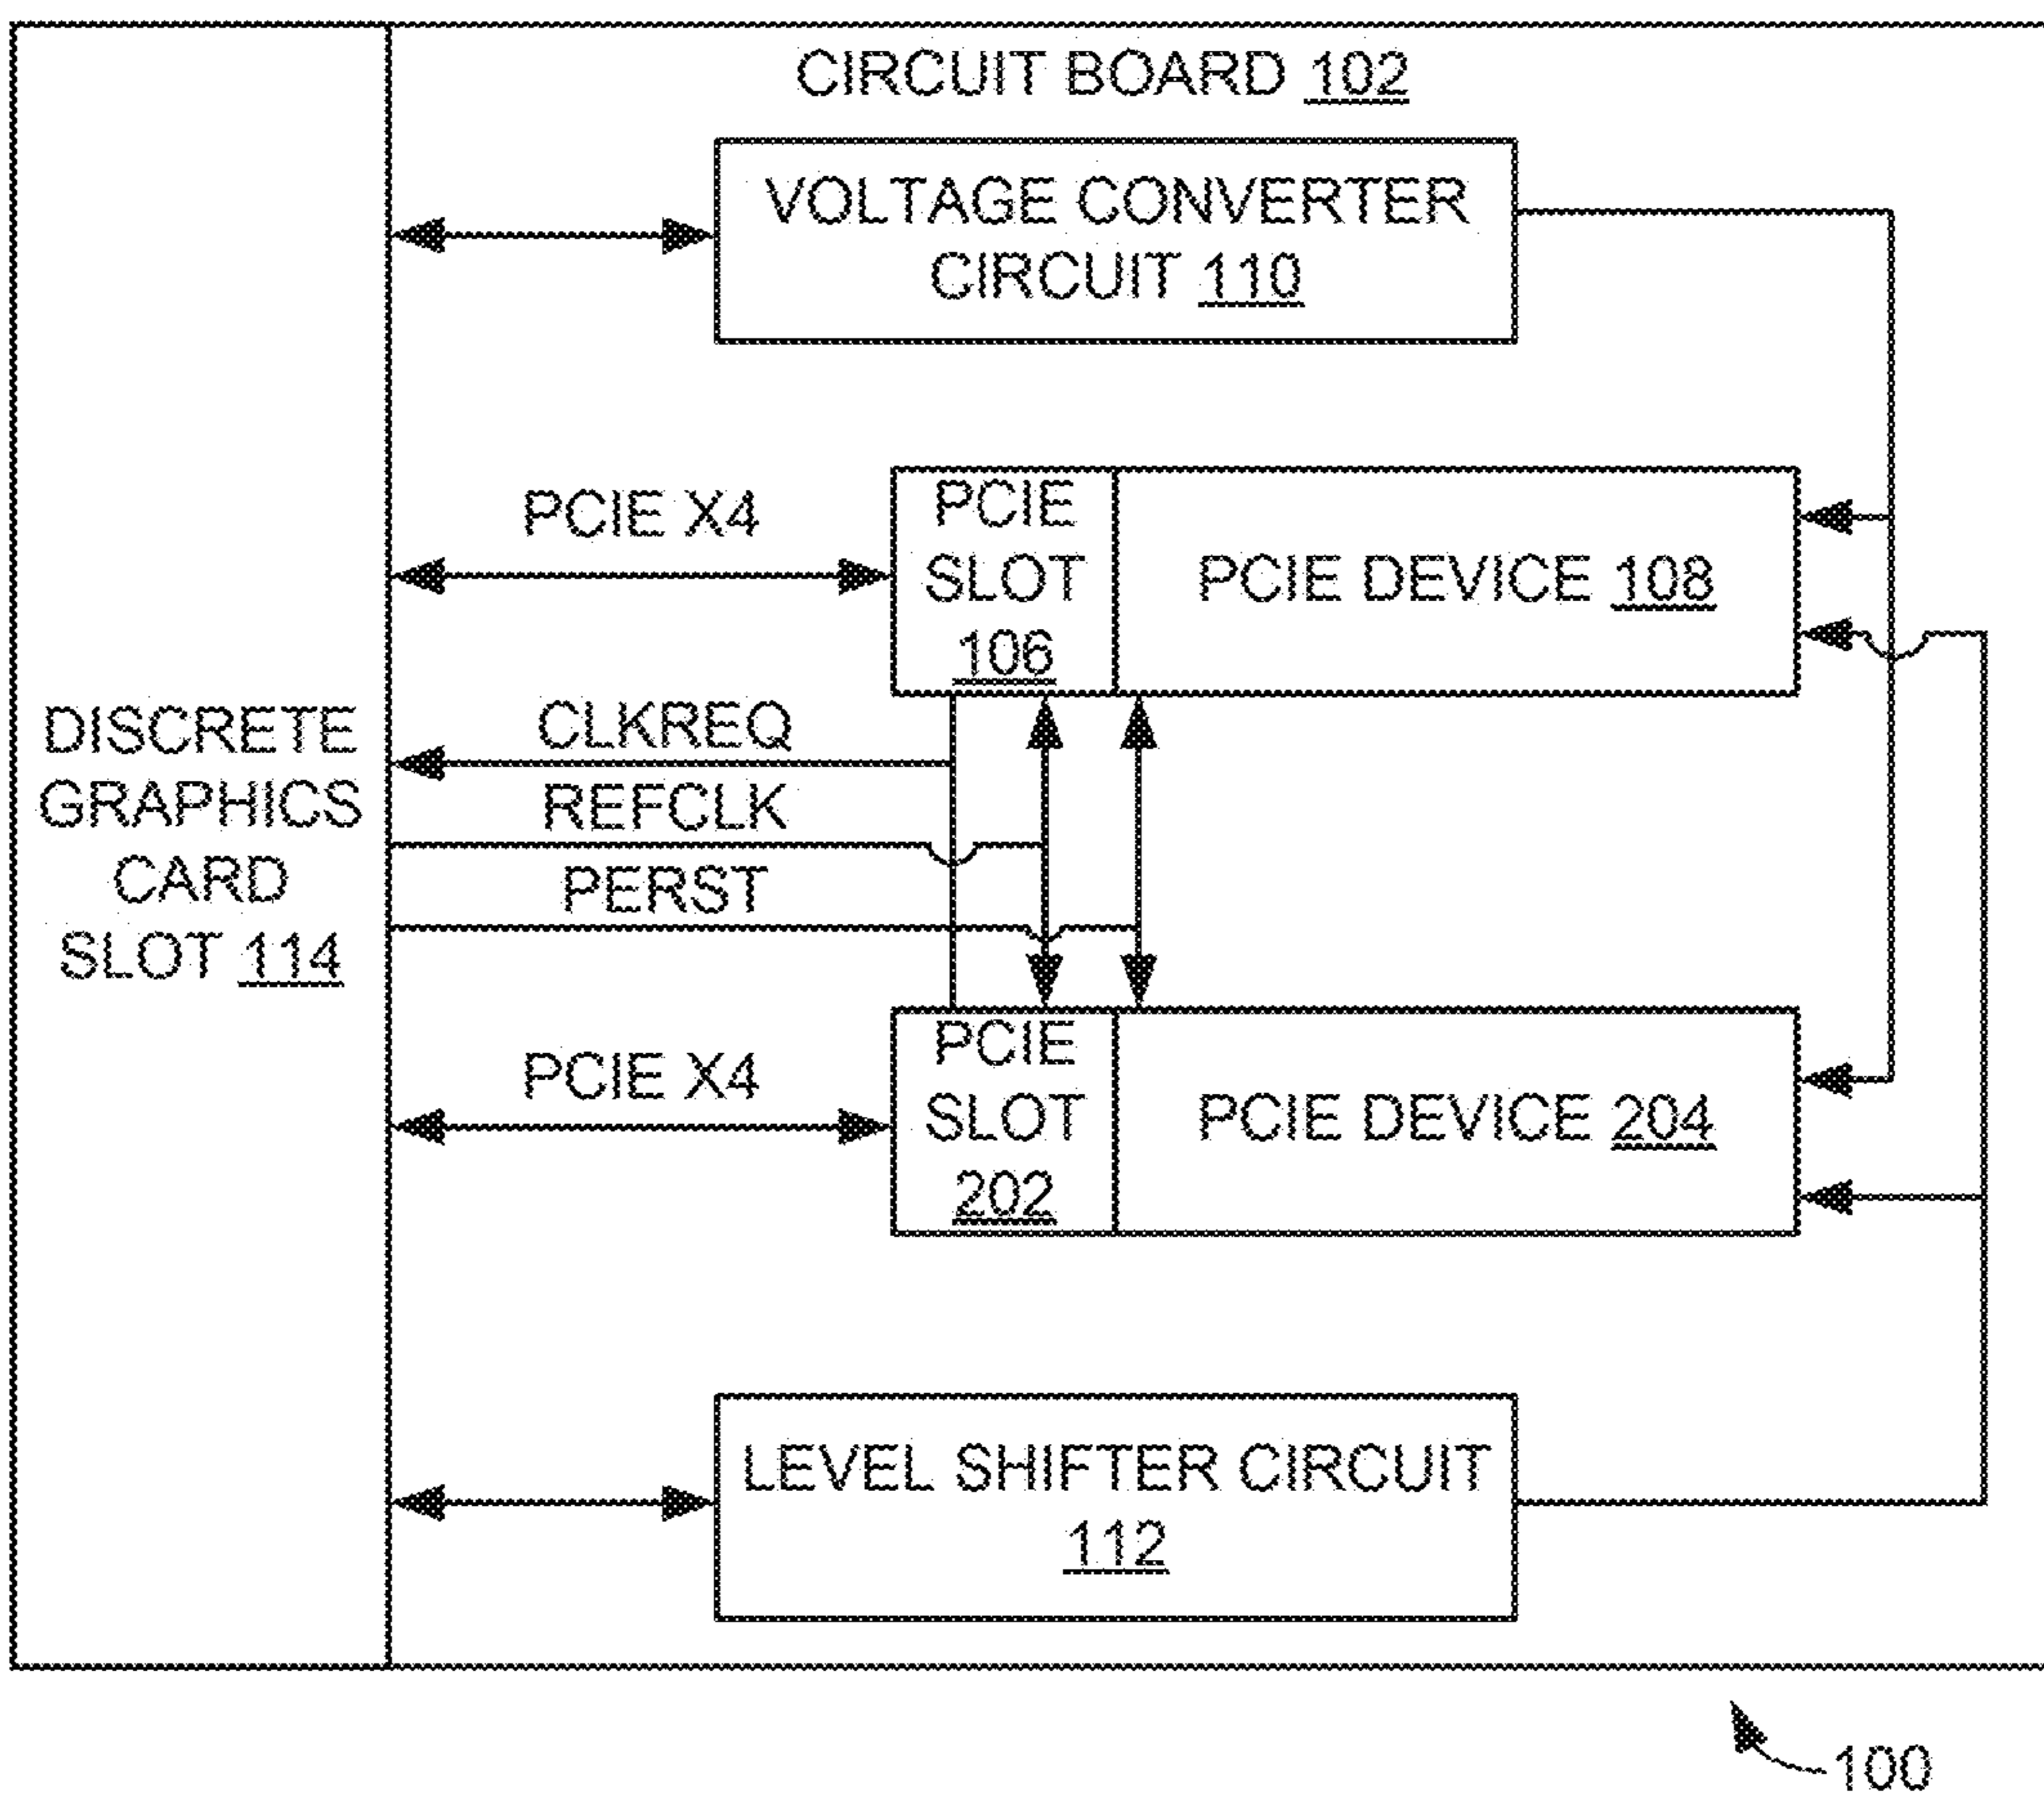 CIRCUIT BOARD 102
VOLTAGE CONVERTER
CIRCUIT 110
PCIE X4
PCIE
SLOT
106
PCIE DEVICE 108
DISCRETE
GRAPHICS
CARD
SLOT 114
CLKREQ
REFCLK
PERST
PCIE X4
PCIE
SLOT
202
PCIE DEVICE 204
LEVEL SHIFTER CIRCUIT
112
100